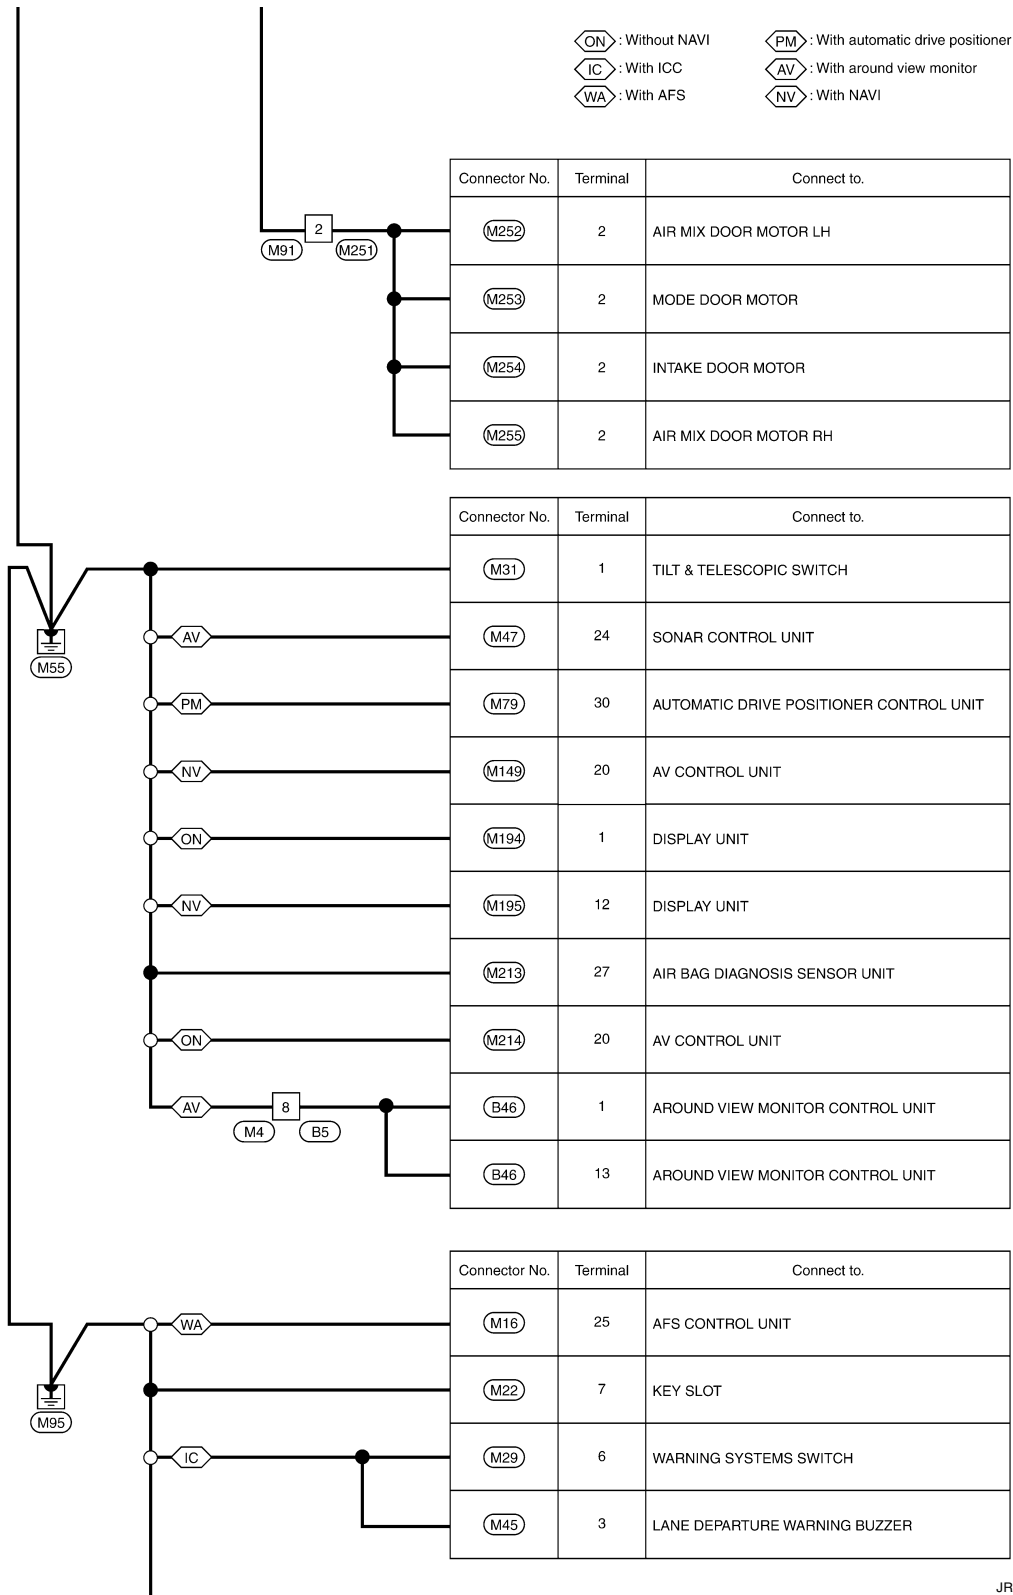 ON : Without NAVI PM : With automatic drive positioner
IC : With ICC AV : With around view monitor
WA : With AFS NV : With NAVI
Connector No. Terminal Connect to.
M252 2 AIR MIX DOOR MOTOR LH
2
M91 M251
M253 2 MODE DOOR MOTOR
M254 2 INTAKE DOOR MOTOR
M255 2 AIR MIX DOOR MOTOR RH
Connector No. Terminal Connect to.
M31 1 TILT & TELESCOPIC SWITCH
AV M47 24 SONAR CONTROL UNIT
M55
PM M79 30 AUTOMATIC DRIVE POSITIONER CONTROL UNIT
NV M149 20 AV CONTROL UNIT
ON M194 1 DISPLAY UNIT
NV M195 12 DISPLAY UNIT
M213 27 AIR BAG DIAGNOSIS SENSOR UNIT
ON M214 20 AV CONTROL UNIT
AV 8 B46 1 AROUND VIEW MONITOR CONTROL UNIT
M4 B5
B46 13 AROUND VIEW MONITOR CONTROL UNIT
Connector No. Terminal Connect to.
WA M16 25 AFS CONTROL UNIT
M22 7 KEY SLOT
M95
IC M29 6 WARNING SYSTEMS SWITCH
M45 3 LANE DEPARTURE WARNING BUZZER
JR